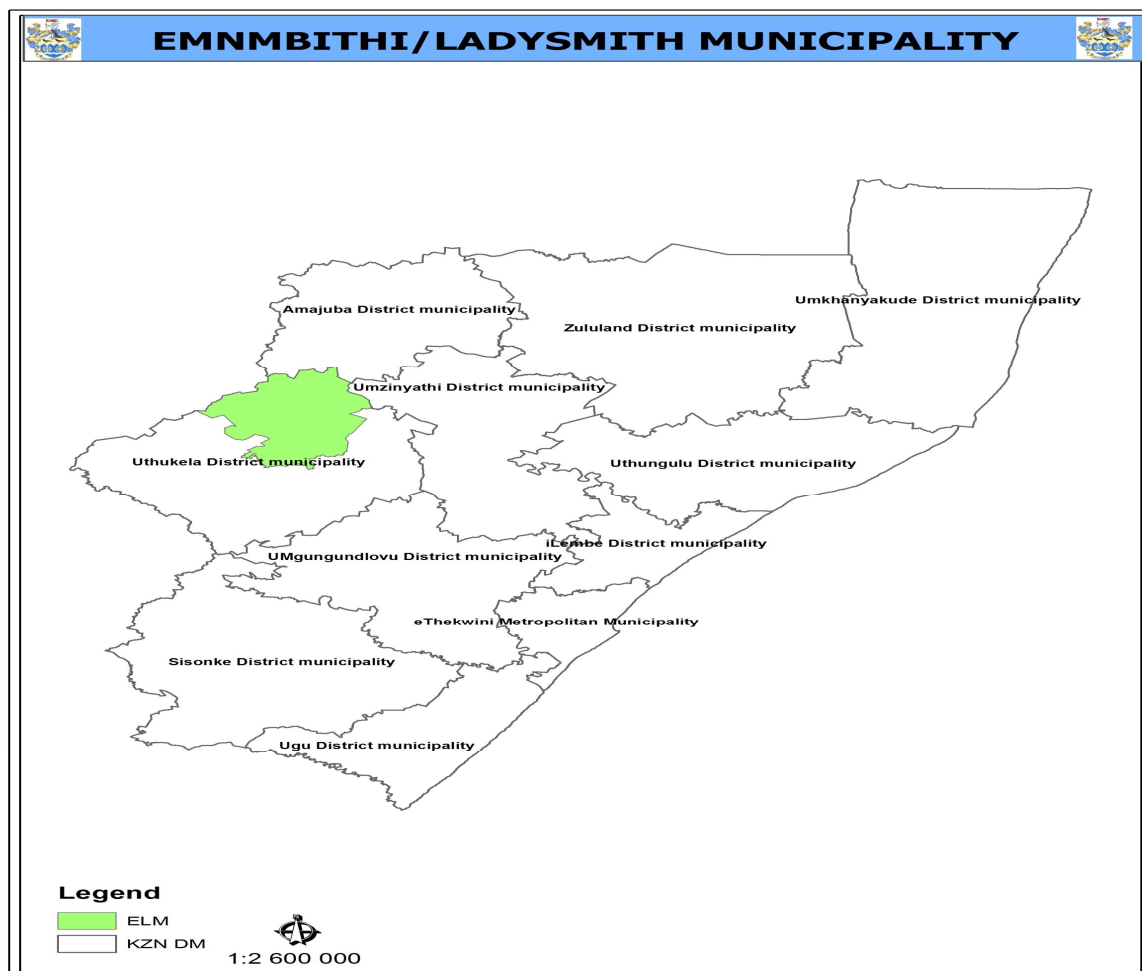 EMNMBITHI/LADYSMITH MUNICIPALITY
Umkhanyakude District municipality
Amajuba District municipality
Zululand District municipality
Umzinyathi District municipality
Uthukela District municipality
Uthungulu District municipality
iLembe District municipality
UMgungundlovu District municipality
eThekwini Metropolitan Municipality
Sisonke District municipality
Ugu District municipality
Legend
ELM
KZN DM
1:2 600 000